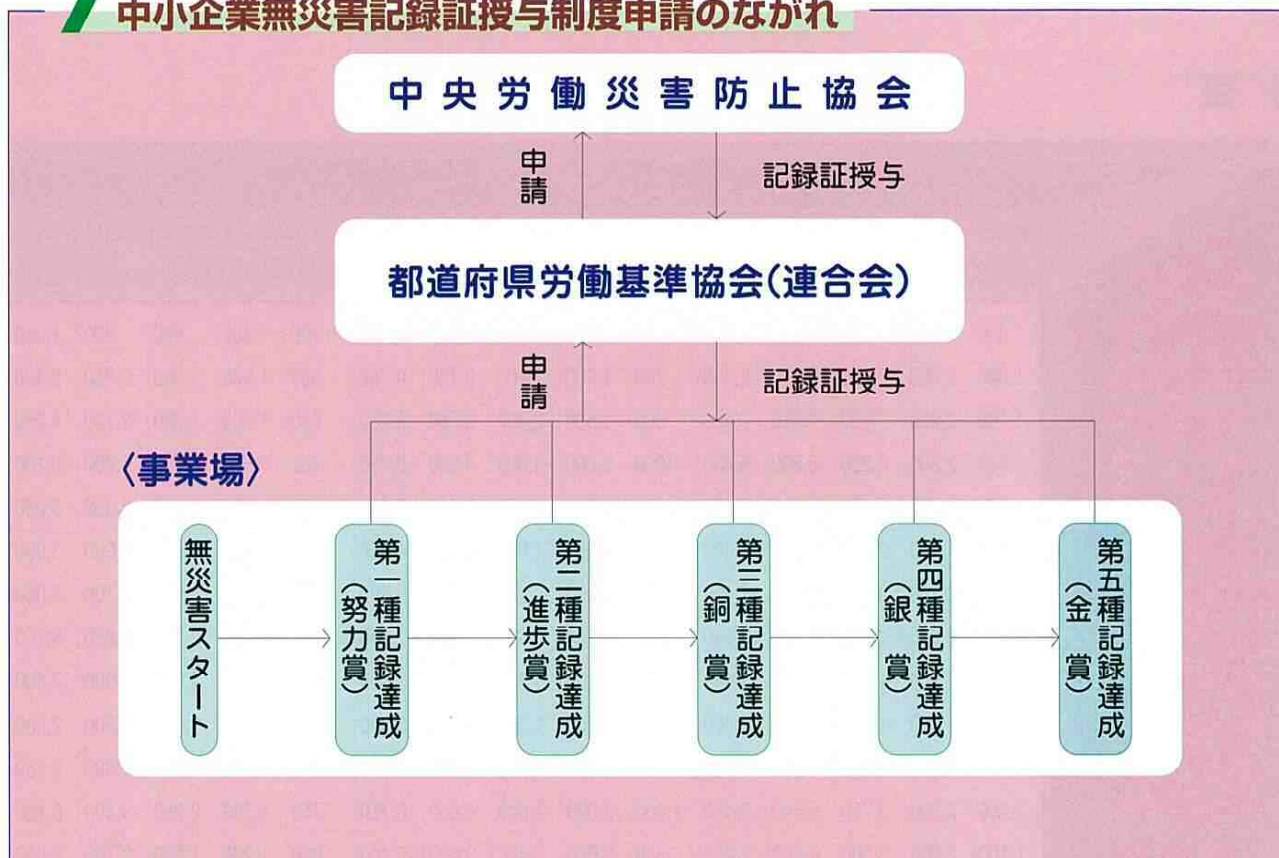 中小企業無災害記録証授与制度申請のながれ
中央労働災害防止協会
申請
記録証授与
都道府県労働基準協会(連合会)
申請
記録証授与
〈事業場〉
無災害スタート
第一種記録達成
(努力賞)
第二種記録達成
(進歩賞)
第三種記録達成
(銅 賞)
第四種記録達成
(銀 賞)
第五種記録達成
(金 賞)